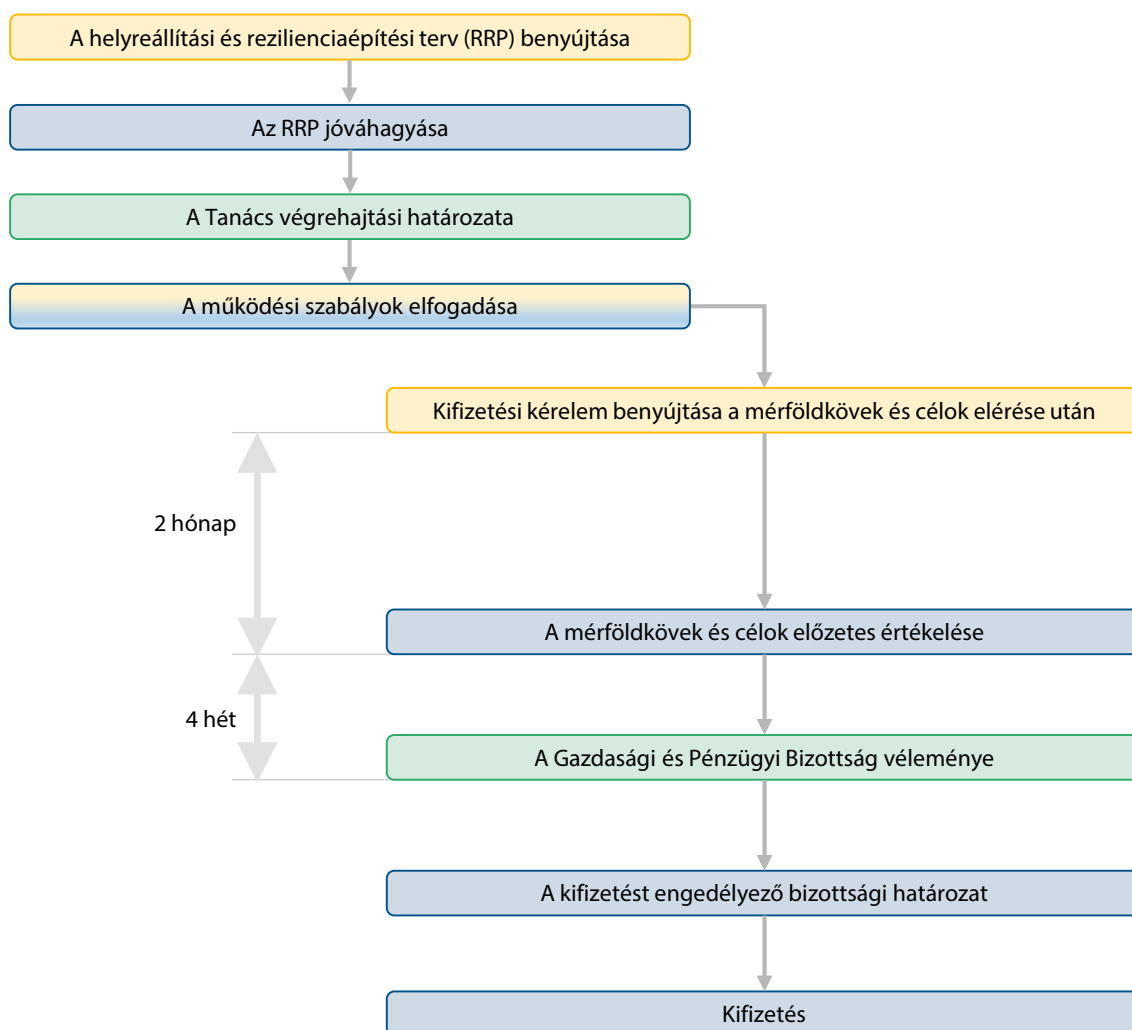 A helyreállítási és rezilienciaépítési terv (RRP) benyújtása
Az RRP jóváhagyása
A Tanács végrehajtási határozata
A működési szabályok elfogadása
Kifizetési kérelem benyújtása a mérföldkövek és célok elérése után
2 hónap
A mérföldkövek és célok előzetes értékelése
4 hét
A Gazdasági és Pénzügyi Bizottság véleménye
A kifizetést engedélyező bizottsági határozat
Kifizetés